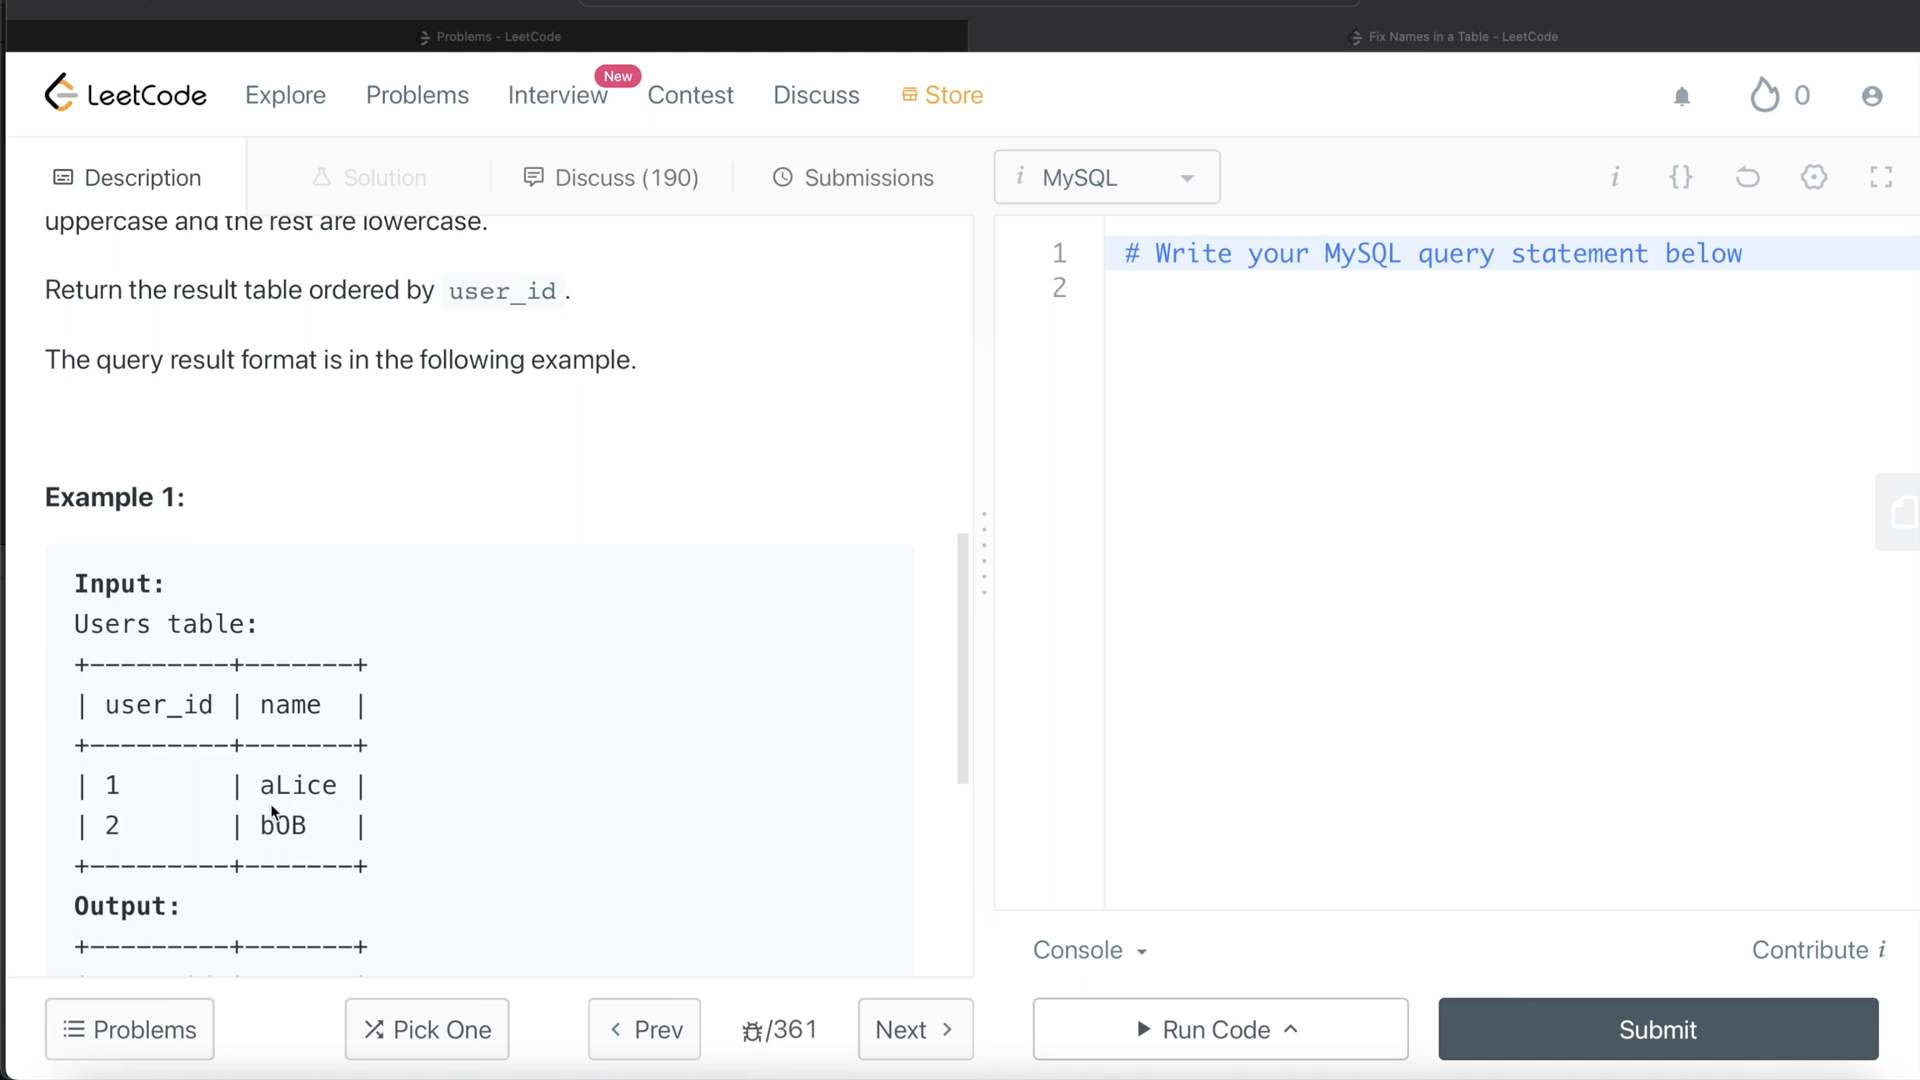 Problems - LeetCode
Fix Names in a Table - LeetCode
LeetCode Explore Problems Interview New Contest Discuss Store 0
Description Solution Discuss (190) Submissions
i MySQL i {}
uppercase and the rest are lowercase.
Return the result table ordered by user_id .
The query result format is in the following example.
Example 1:
Input:
Users table:
+---------+-------+
| user_id | name  |
+---------+-------+
| 1       | aLice |
| 2       | bOB   |
+---------+-------+
Output:
+---------+-------+
1 # Write your MySQL query statement below
2
Console Contribute i
Problems Pick One Prev /361 Next Run Code Submit